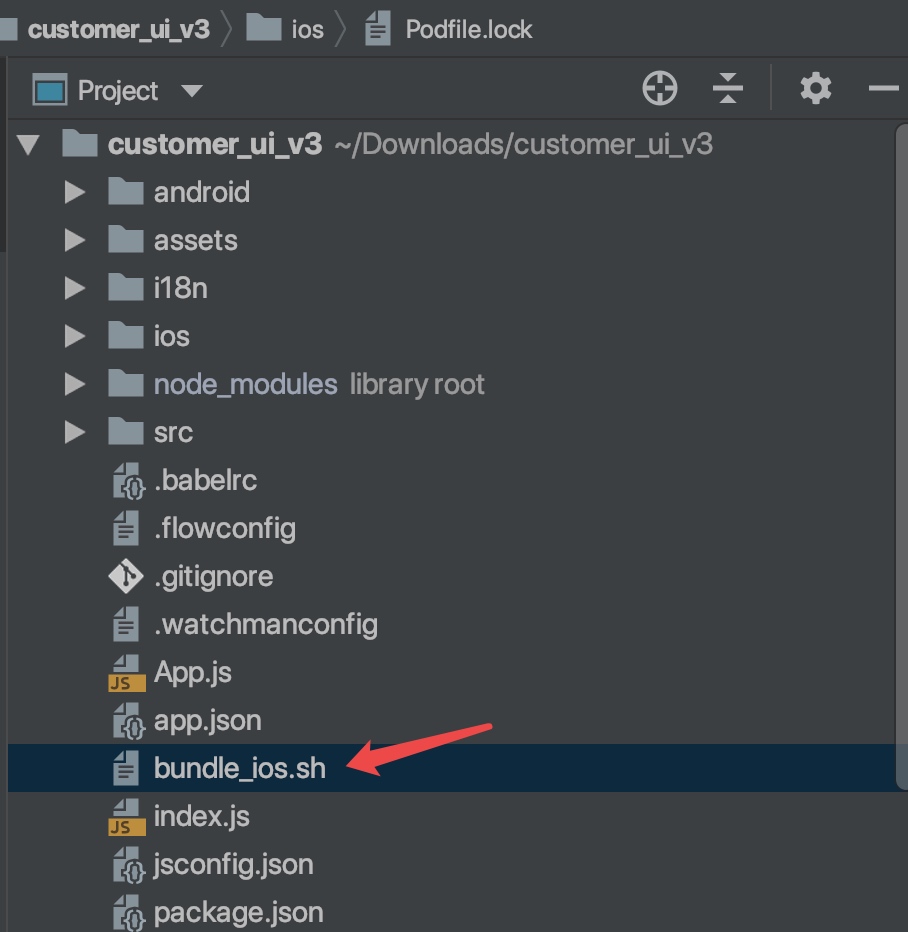 customer_ui_v3 ios Podfile.lock
Project
customer_ui_v3 ~/Downloads/customer_ui_v3
android
assets
i18n
ios
node_modules library root
src
.babelrc
.flowconfig
.gitignore
.watchmanconfig
JS App.js
app.json
bundle_ios.sh
JS index.js
jsconfig.json
package.json